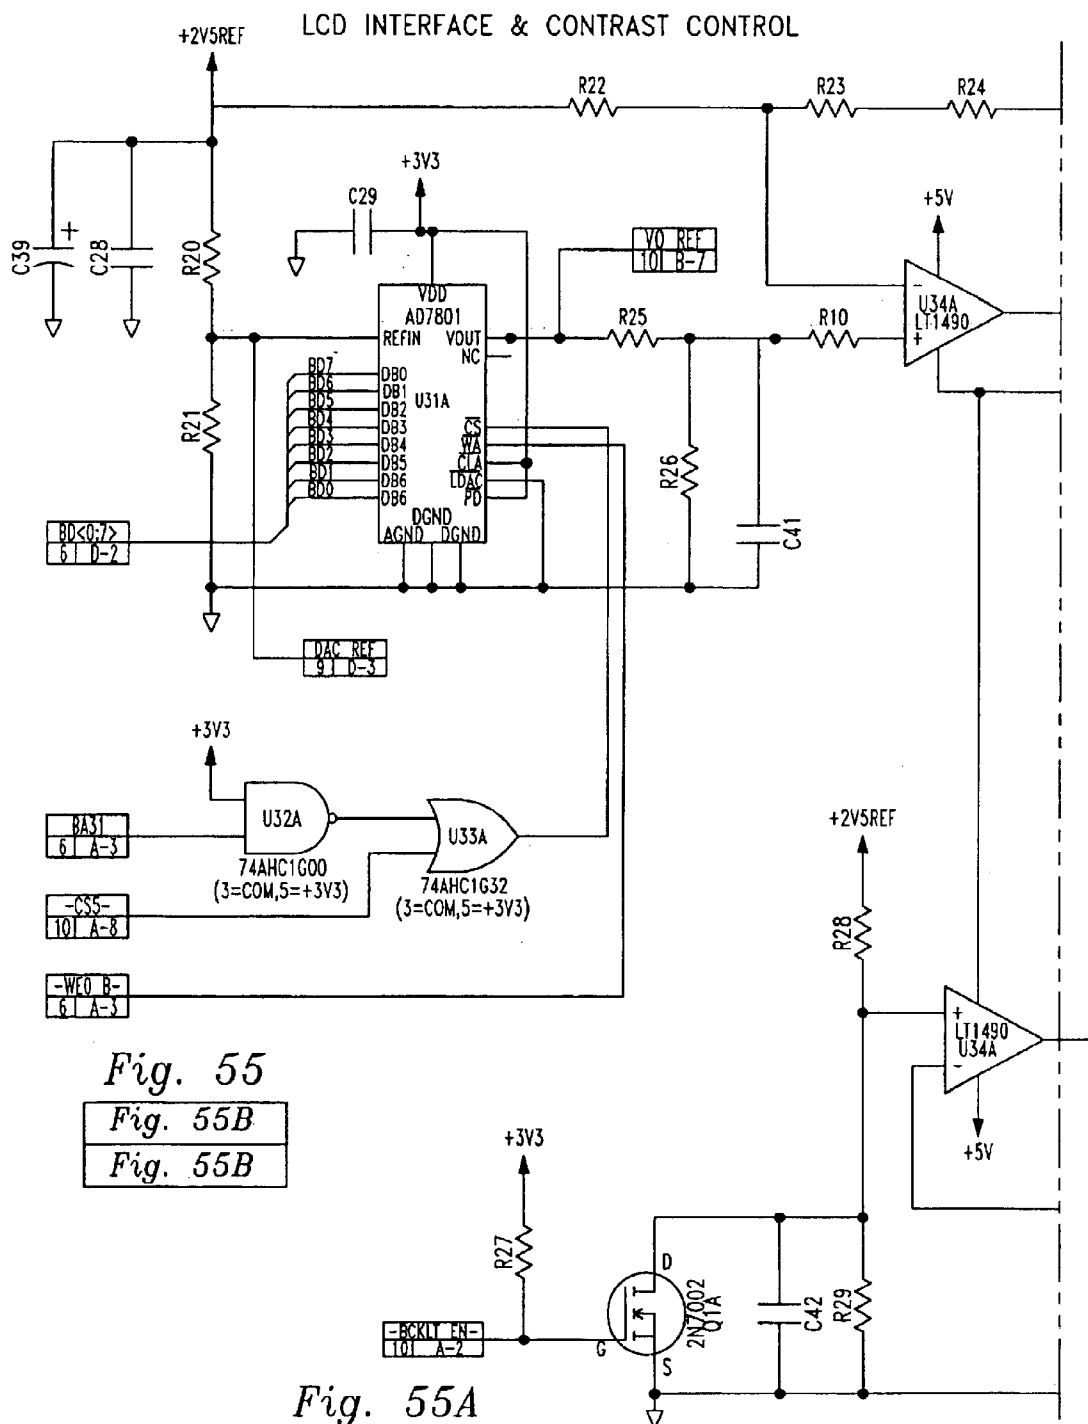 LCD INTERFACE & CONTRAST CONTROL
+2V5REF
R22
R23
R24
+3V3
C29
+5V
C39
+
C28
R20
VO REF
10 B-7
VDD
AD7801
REFIN
VOUT
NC
U31A
R25
R10
-
U34A
LT1490
+
BD7
DB0
BD6
DB1
BD5
DB2
BD4
DB3
BD3
DB4
BD2
DB5
BD1
DB6
BD0
DB6
CS
WA
CLA
LDAC
PD
R21
R26
DGND
AGND
DGND
C41
BD<0:7>
6 D-2
DAC REF
9 D-3
+3V3
BA31
6 A-3
U32A
74AHC1G00
(3=COM,5=+3V3)
U33A
74AHC1G32
(3=COM,5=+3V3)
-CS5-
10 A-8
-WE0 B-
6 A-3
+2V5REF
R28
+
LT1490
U34A
-
+5V
Fig. 55
Fig. 55B
Fig. 55B
+3V3
R27
D
2N7002
Q1A
G
S
C42
R29
-BCKLT EN-
10 A-2
Fig. 55A